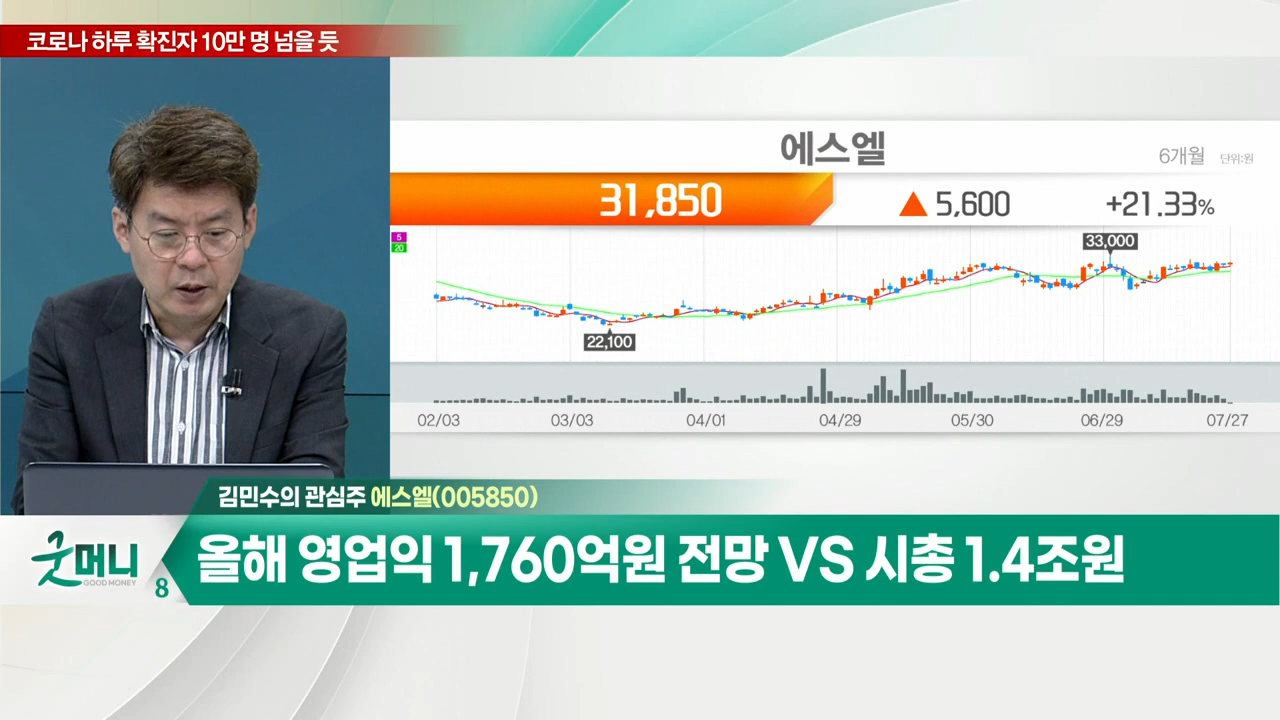 코로나 하루 확진자 10만 명 넘을 듯
에스엘
6개월 단위:원
31,850 ▲ 5,600 +21.33%
5
20
33,000
22,100
02/03 03/03 04/01 04/29 05/30 06/29 07/27
김민수의 관심주 에스엘(005850)
굿머니
GOOD MONEY
8
올해 영업익 1,760억원 전망 VS 시총 1.4조원